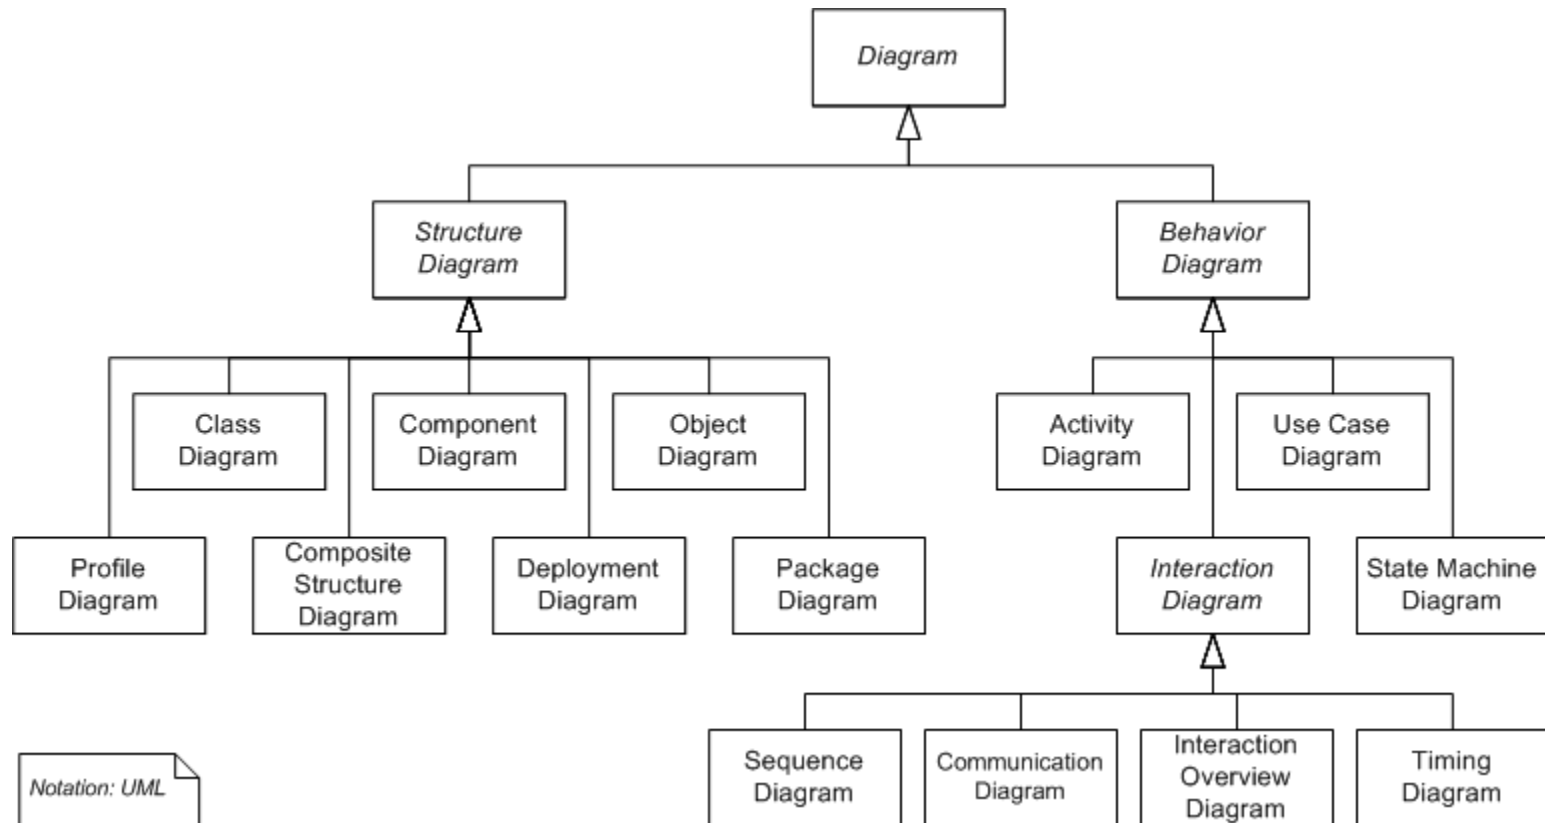 Diagram
Structure
Diagram
Behavior
Diagram
Class
Diagram
Component
Diagram
Object
Diagram
Activity
Diagram
Use Case
Diagram
Profile
Diagram
Composite
Structure
Diagram
Deployment
Diagram
Package
Diagram
Interaction
Diagram
State Machine
Diagram
Notation: UML
Sequence
Diagram
Communication
Diagram
Interaction
Overview
Diagram
Timing
Diagram